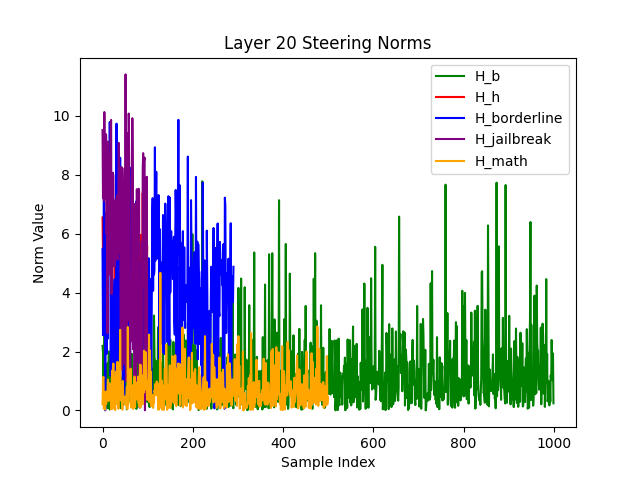 Layer 20 Steering Norms
Norm Value
10
8
6
4
2
0
H_b
H_h
H_borderline
H_jailbreak
H_math
0
200
400
600
800
1000
Sample Index